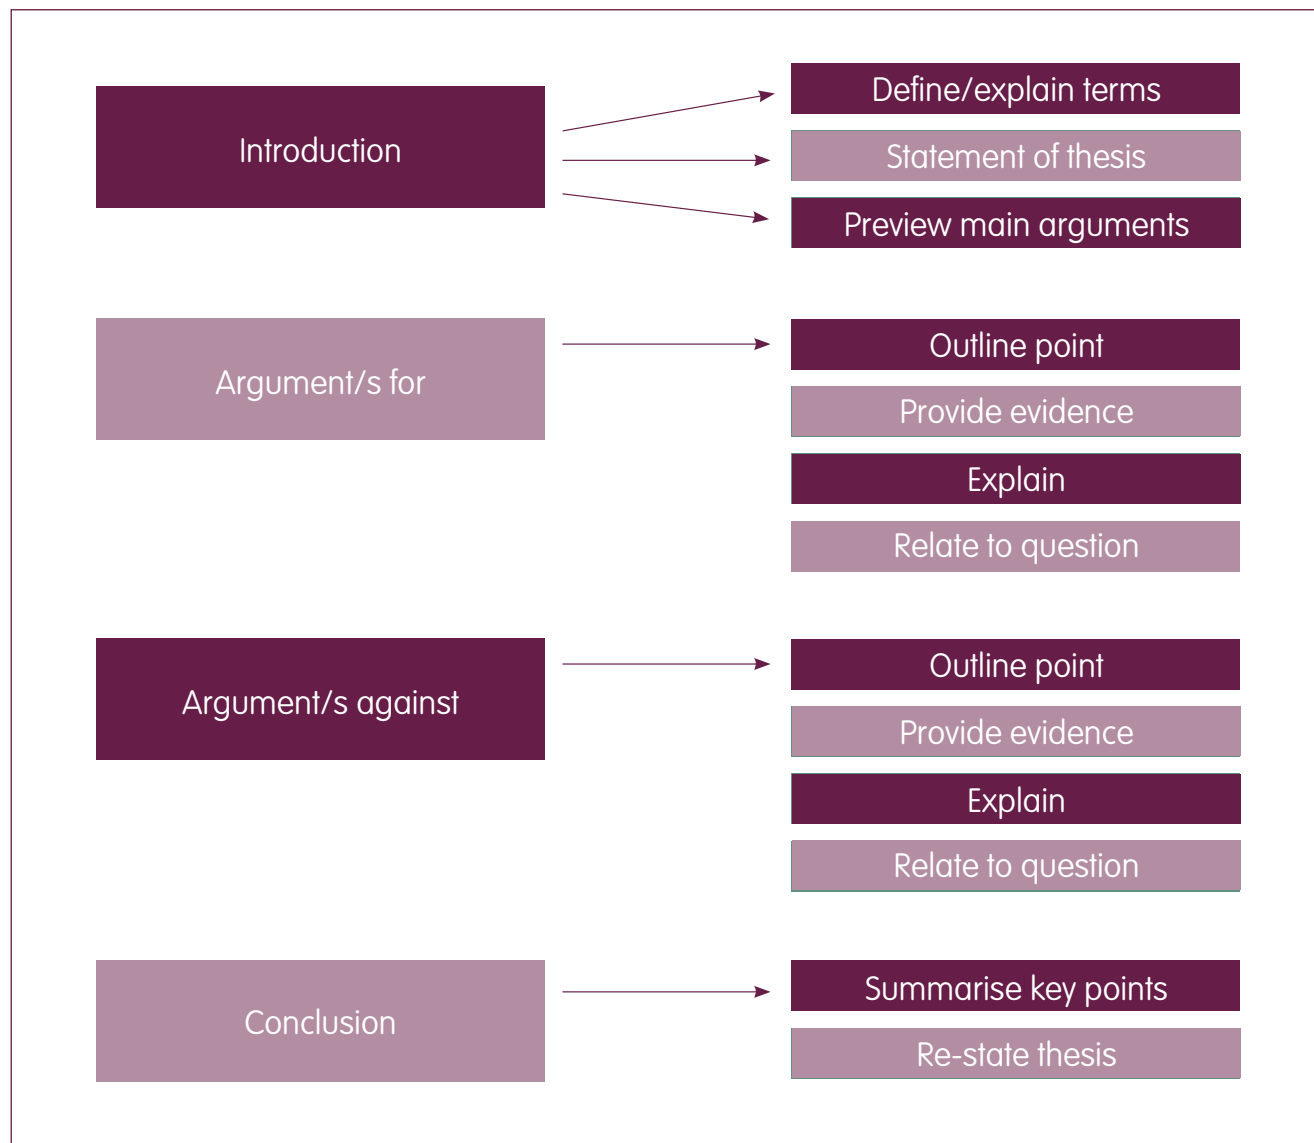 Introduction
Define/explain terms
Statement of thesis
Preview main arguments
Argument/s for
Outline point
Provide evidence
Explain
Relate to question
Argument/s against
Outline point
Provide evidence
Explain
Relate to question
Conclusion
Summarise key points
Re-state thesis